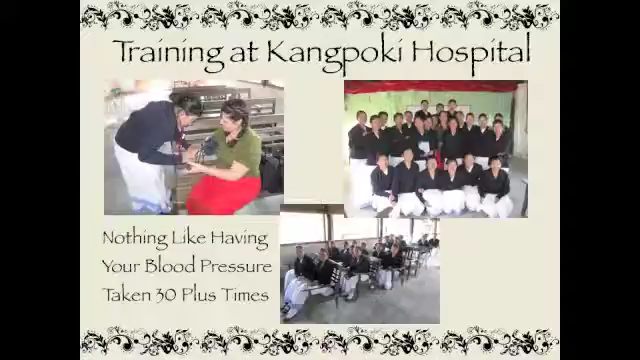 Training at Kangpoki Hospital
Nothing Like Having
Your Blood Pressure
Taken 30 Plus Times